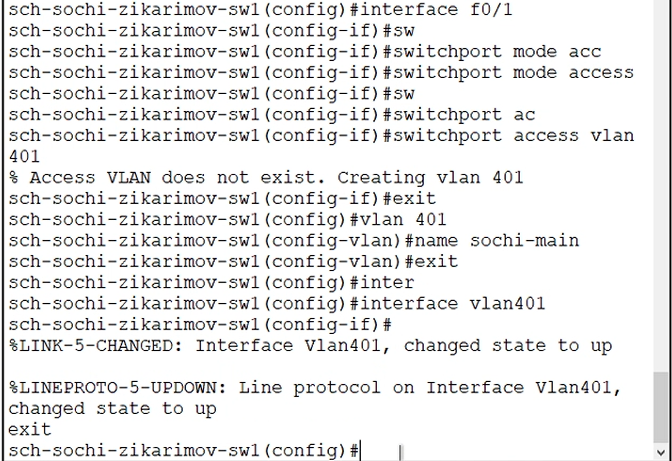 sch-sochi-zikarimov-sw1(config)#interface f0/1
sch-sochi-zikarimov-sw1(config-if)#sw
sch-sochi-zikarimov-sw1(config-if)#switchport mode acc
sch-sochi-zikarimov-sw1(config-if)#switchport mode access
sch-sochi-zikarimov-sw1(config-if)#sw
sch-sochi-zikarimov-sw1(config-if)#switchport ac
sch-sochi-zikarimov-sw1(config-if)#switchport access vlan
401
% Access VLAN does not exist. Creating vlan 401
sch-sochi-zikarimov-sw1(config-if)#exit
sch-sochi-zikarimov-sw1(config)#vlan 401
sch-sochi-zikarimov-sw1(config-vlan)#name sochi-main
sch-sochi-zikarimov-sw1(config-vlan)#exit
sch-sochi-zikarimov-sw1(config)#inter
sch-sochi-zikarimov-sw1(config)#interface vlan401
sch-sochi-zikarimov-sw1(config-if)#
%LINK-5-CHANGED: Interface Vlan401, changed state to up
%LINEPROTO-5-UPDOWN: Line protocol on Interface Vlan401,
changed state to up
exit
sch-sochi-zikarimov-sw1(config)#